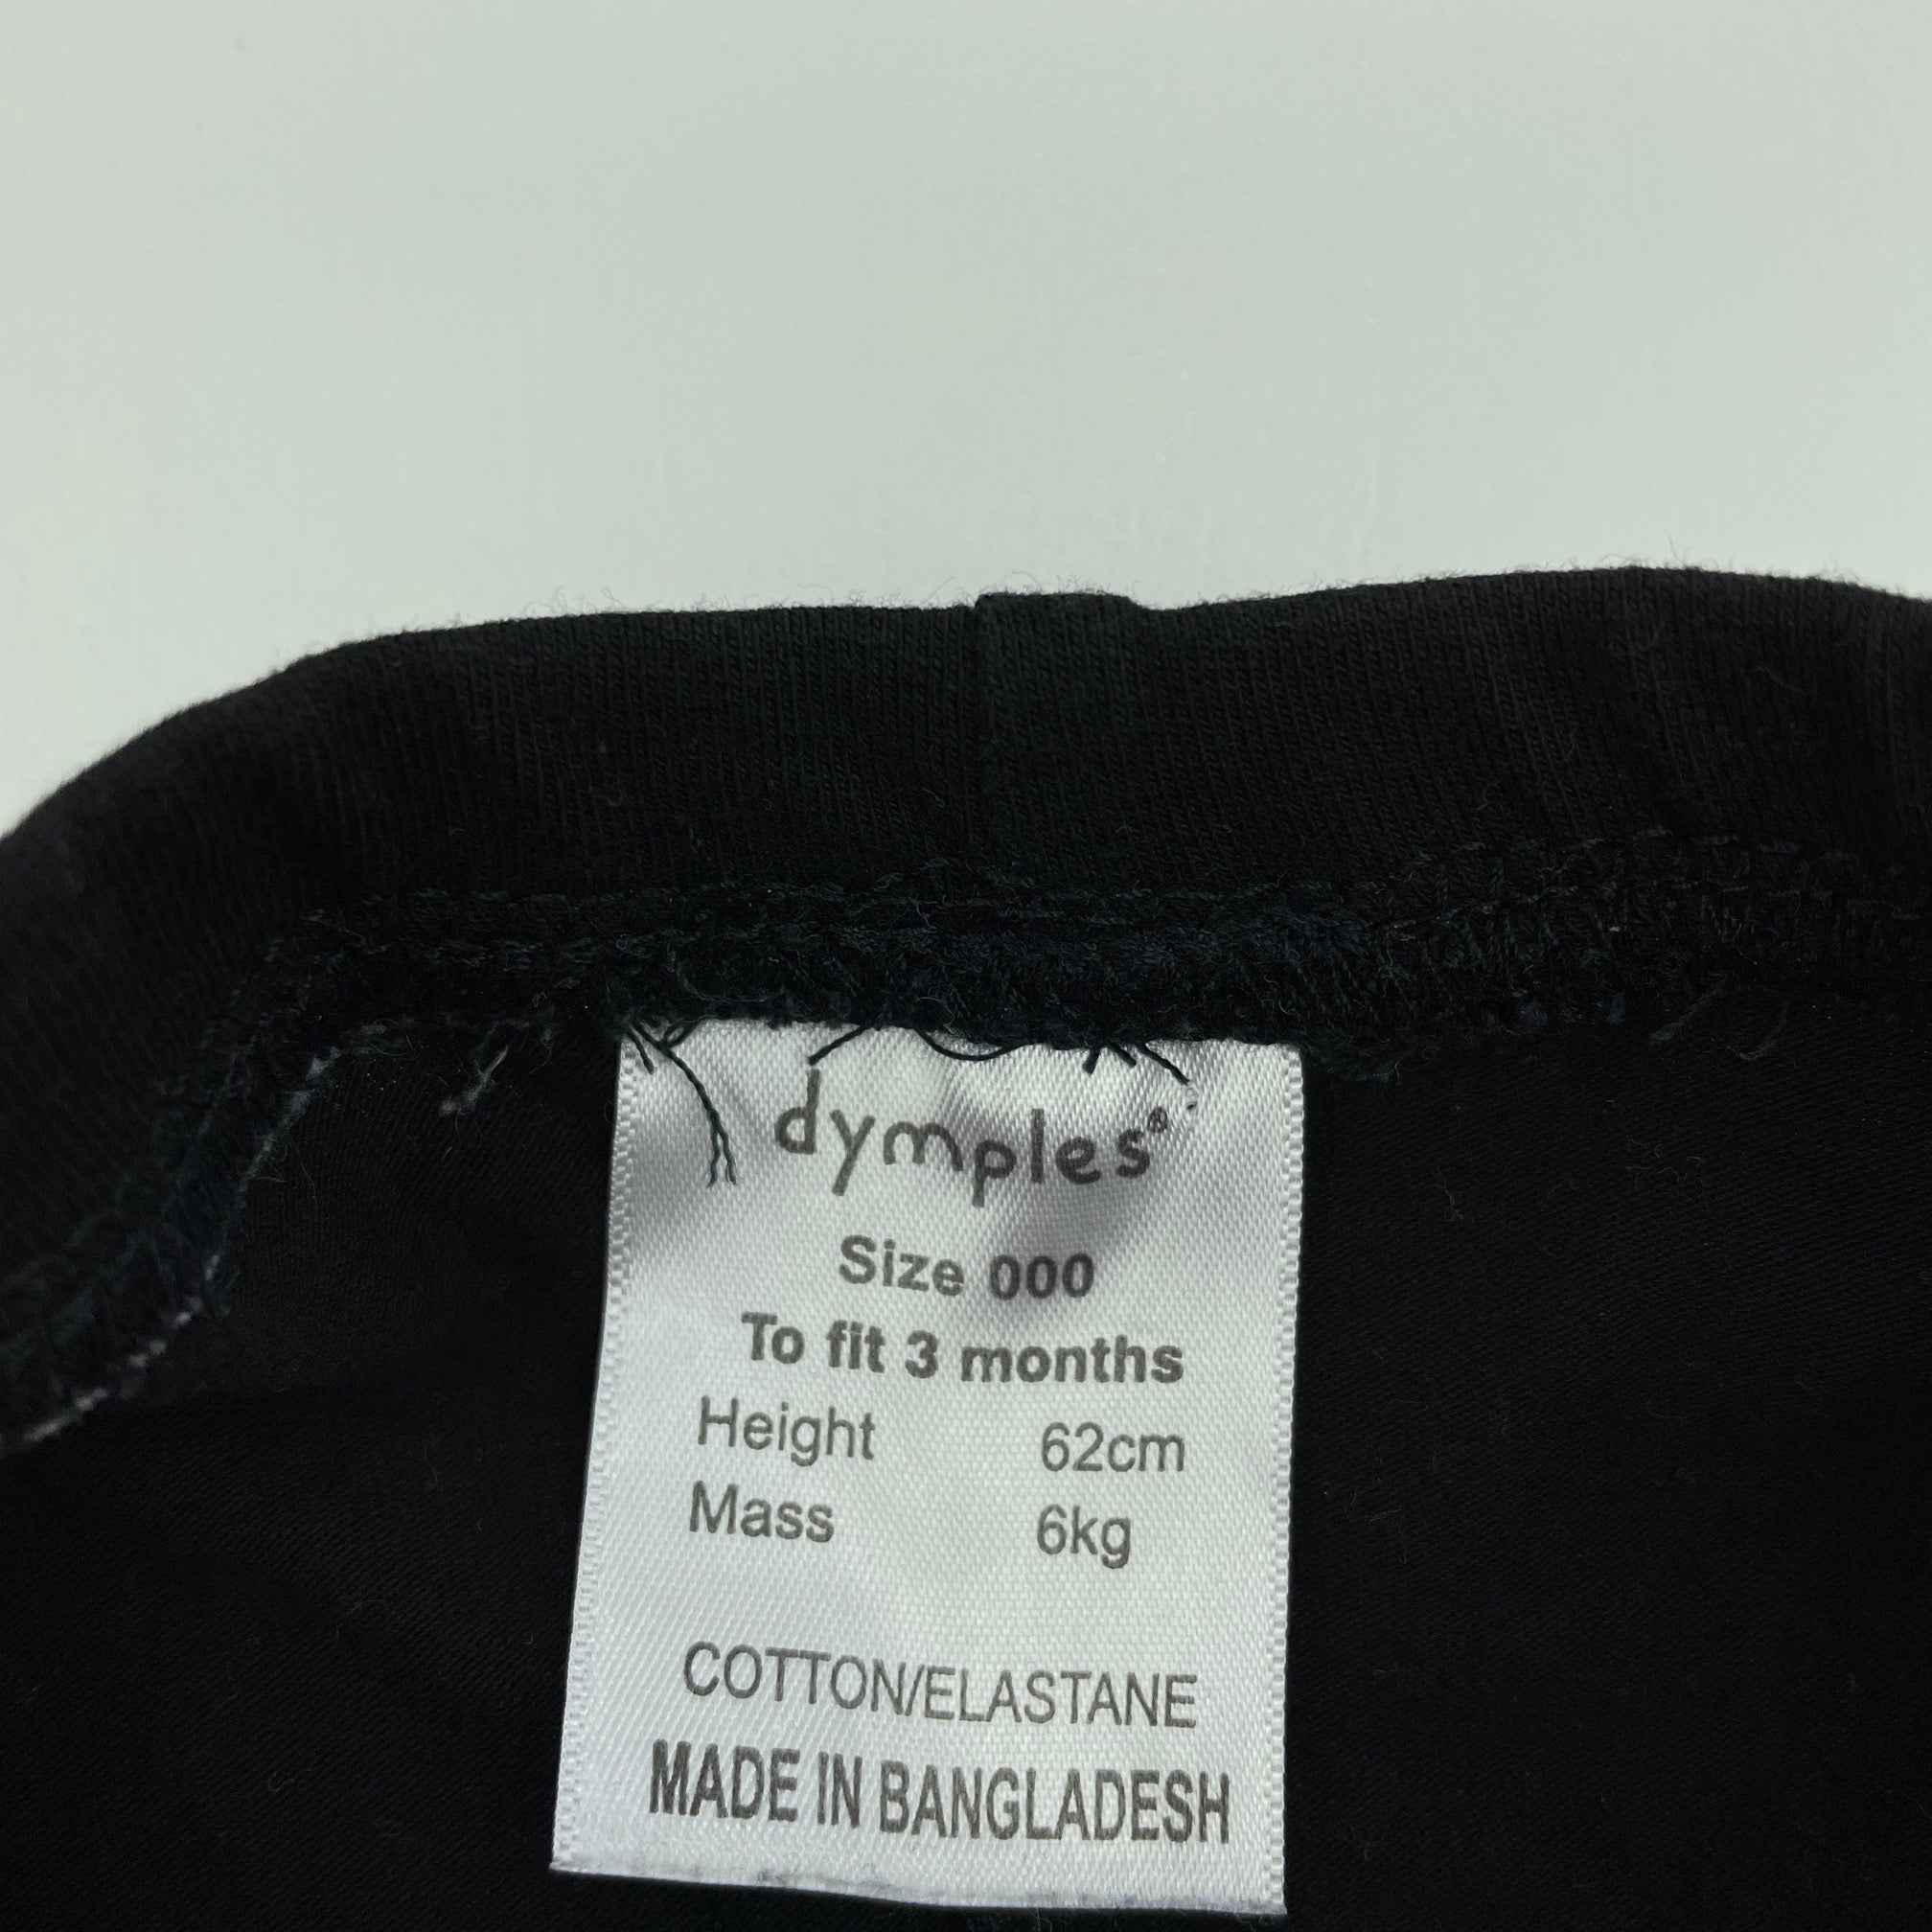 dymples®
Size 000
To fit 3 months
Height 62cm
Mass 6kg
COTTON/ELASTANE
MADE IN BANGLADESH